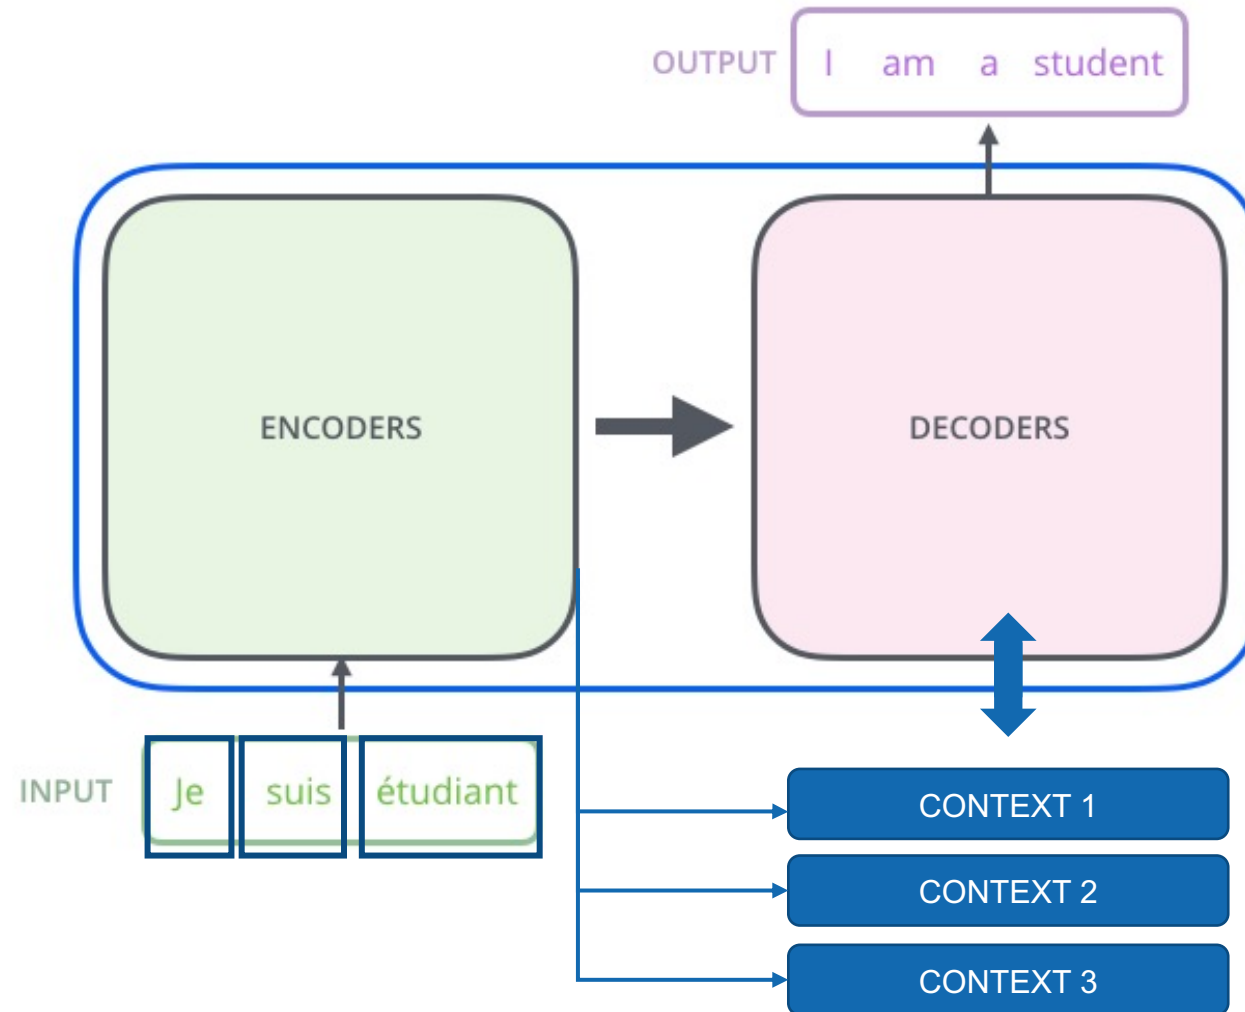 OUTPUT I am a student
ENCODERS
DECODERS
INPUT Je suis étudiant
CONTEXT 1
CONTEXT 2
CONTEXT 3